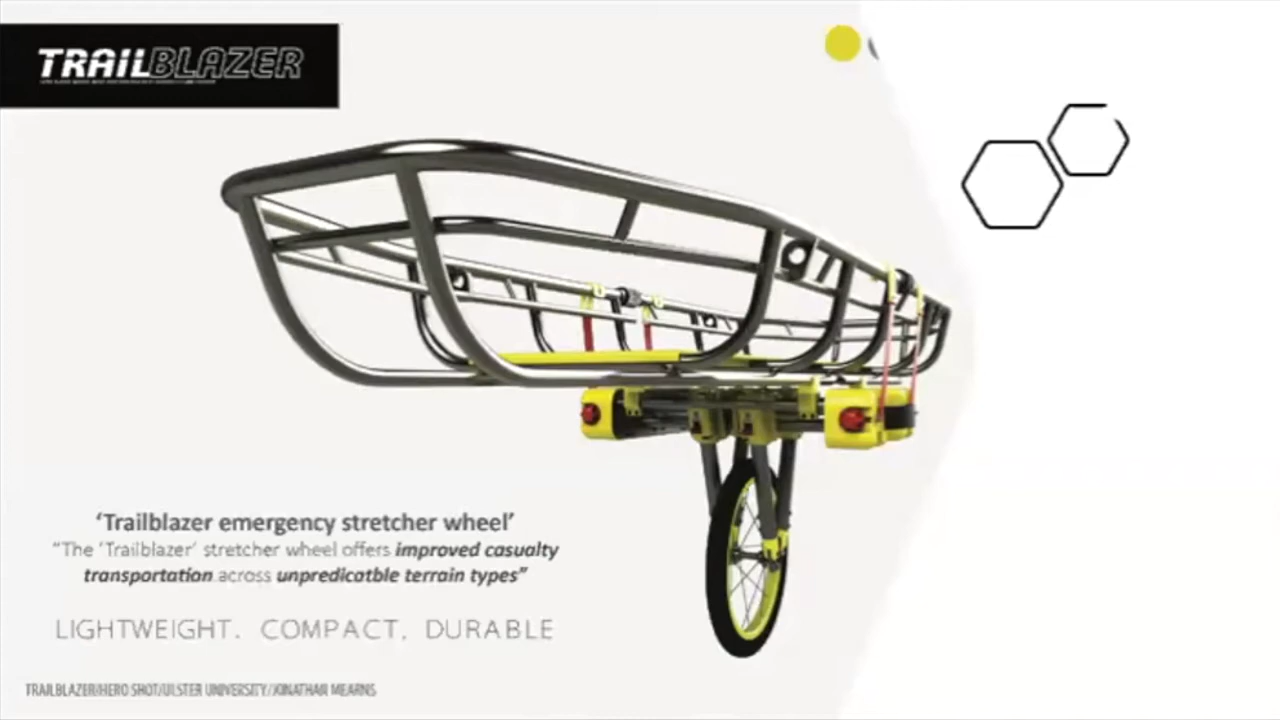 TRAILBLAZER
‘Trailblazer emergency stretcher wheel’
“The ‘Trailblazer’ stretcher wheel offers improved casualty
transportation across unpredicatble terrain types”
LIGHTWEIGHT. COMPACT. DURABLE
TRAILBLAZER/HERO SHOT/ULSTER UNIVERSITY/JONATHAN MEARNS